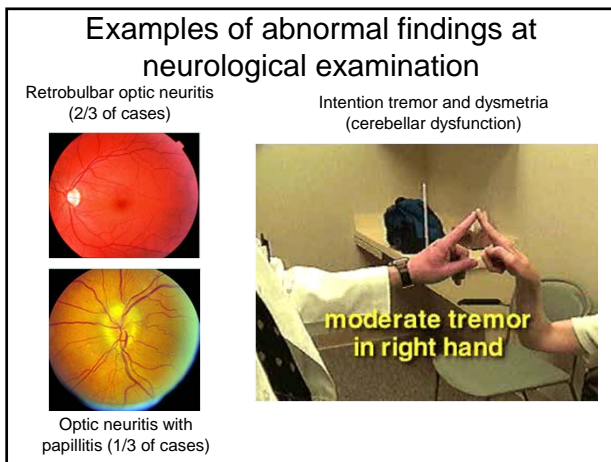 Examples of abnormal findings at
neurological examination
Retrobulbar optic neuritis
(2/3 of cases)
Intention tremor and dysmetria
(cerebellar dysfunction)
moderate tremor
in right hand
Optic neuritis with
papillitis (1/3 of cases)